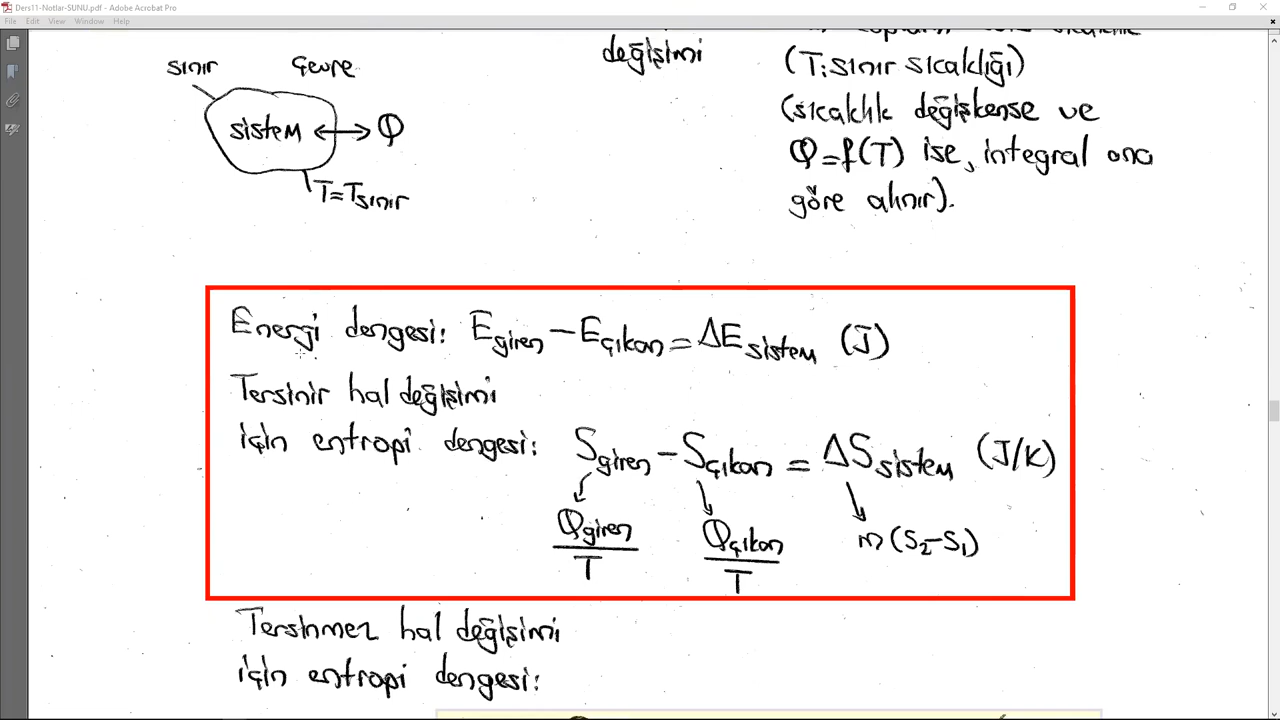 Ders11-Notlar-SUNU.pdf - Adobe Acrobat Pro
File Edit View Window Help
sınır çevre
sistem Q
T=Tsınır
değişimi
(T: sınır sıcaklığı)
(sıcaklık değişkense ve
Q=f(T) ise, integral ona
göre alınır).
Energi dengesi: Egiren - Eçıkan = ΔEsistem (J)
Tersinir hal değişimi
için entropi dengesi: Sgiren - Sçıkan = ΔSsistem (J/K)
Qgiren/T Qçıkan/T m(S2-S1)
Tersinmez hal değişimi
için entropi dengesi: